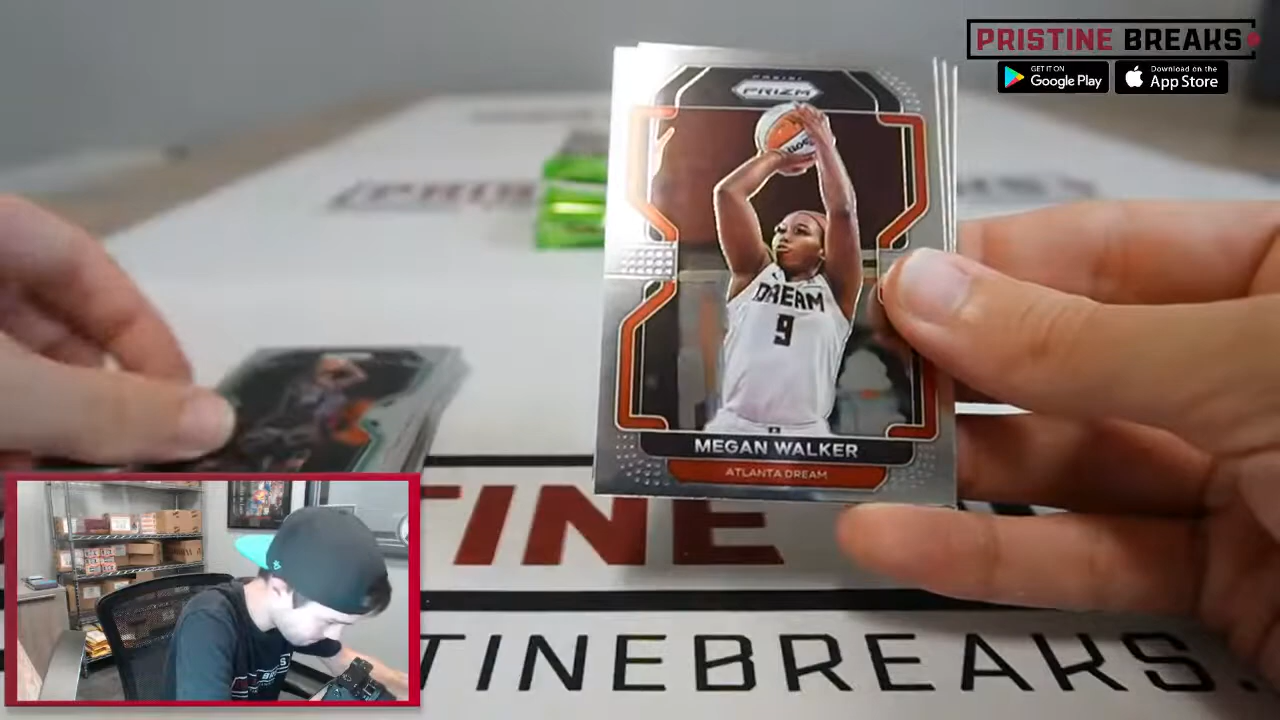 PRISTINE BREAKS
GET IT ON
Google Play
Download on the
App Store
PANINI
PRIZM
DREAM
9
MEGAN WALKER
ATLANTA DREAM
TINE
TINEBREAKS.